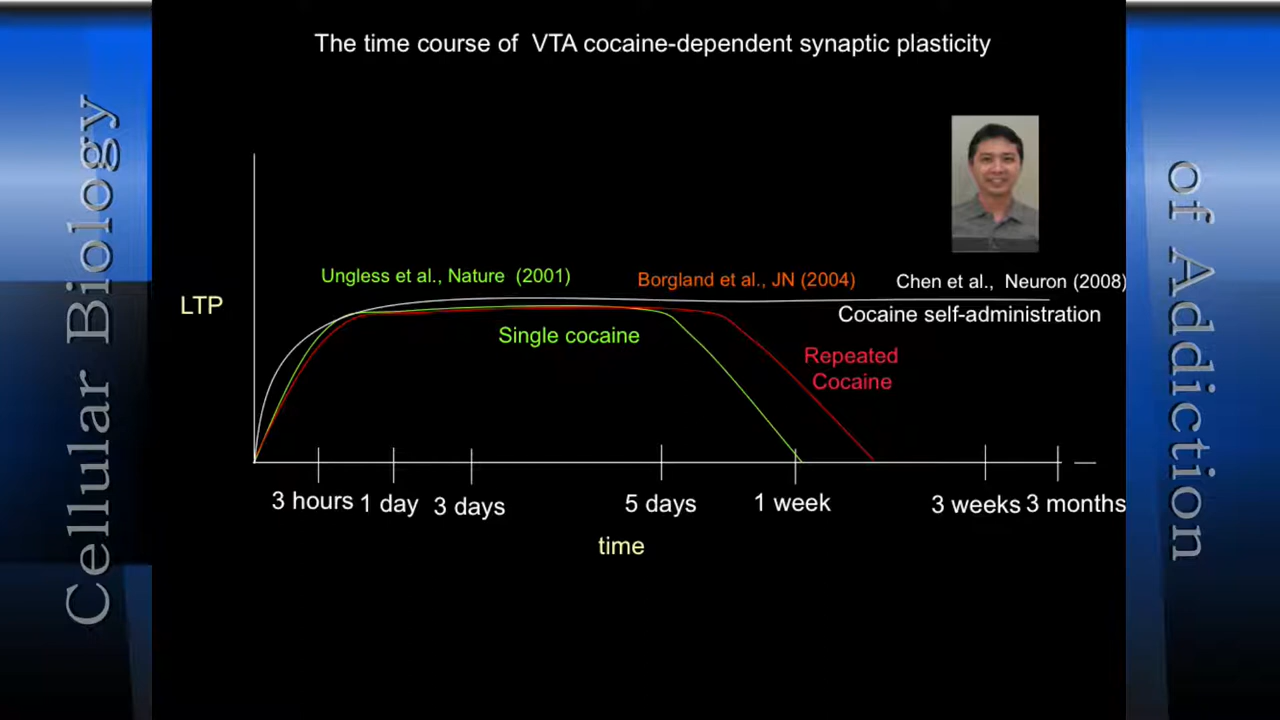 The time course of VTA cocaine-dependent synaptic plasticity
Cellular Biology
of Addiction
Ungless et al., Nature (2001)
Borgland et al., JN (2004)
Chen et al., Neuron (2008)
LTP
Cocaine self-administration
Single cocaine
Repeated
Cocaine
3 hours
1 day
3 days
5 days
1 week
3 weeks
3 months
time